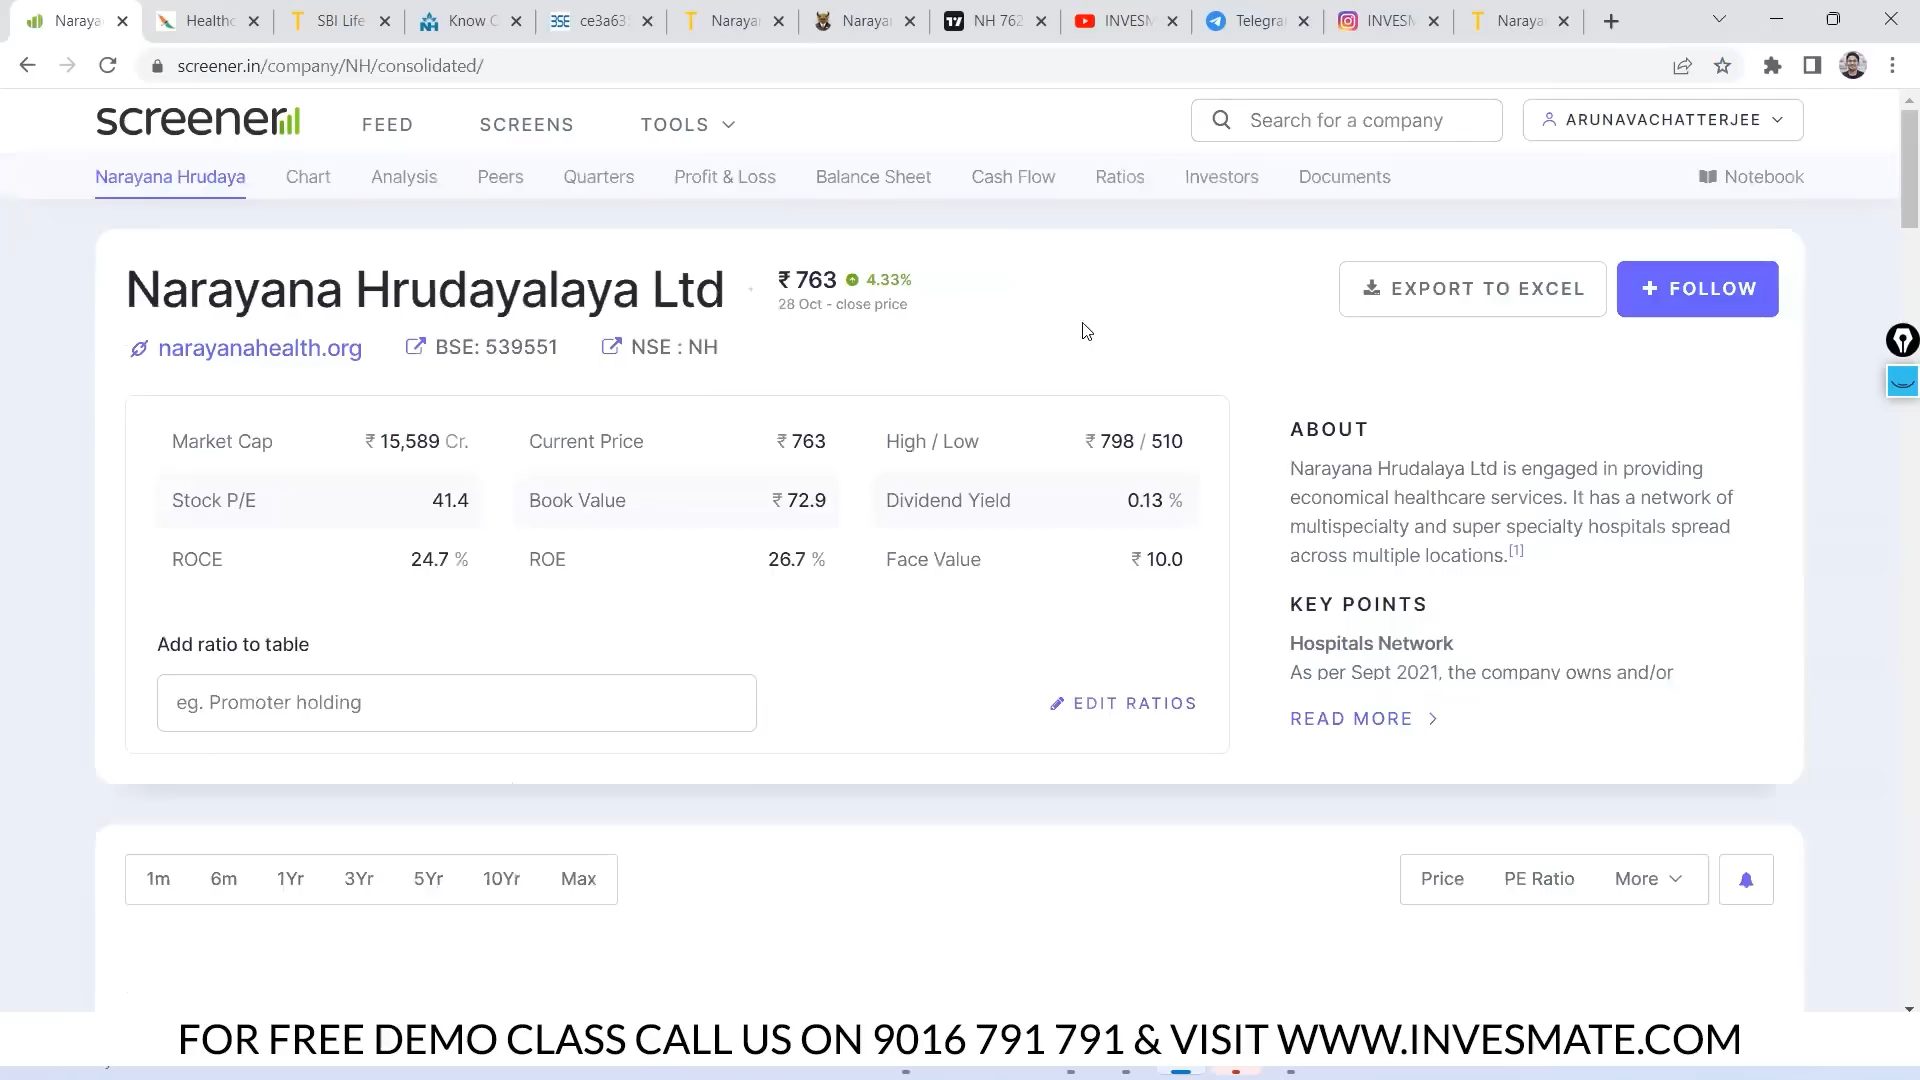 Naraya
Healthc
SBI Life
Know C
BSE ce3a63
Narayan
Narayan
NH 762
INVESM
Telegra
INVESM
Naraya
screener.in/company/NH/consolidated/
screener
FEED
SCREENS
TOOLS
Search for a company
ARUNAVACHATTERJEE
Narayana Hrudaya
Chart
Analysis
Peers
Quarters
Profit & Loss
Balance Sheet
Cash Flow
Ratios
Investors
Documents
Notebook
Narayana Hrudayalaya Ltd
₹ 763 4.33%
28 Oct - close price
EXPORT TO EXCEL
+ FOLLOW
narayanahealth.org
BSE: 539551
NSE : NH
Market Cap ₹ 15,589 Cr.
Current Price ₹ 763
High / Low ₹ 798 / 510
Stock P/E 41.4
Book Value ₹ 72.9
Dividend Yield 0.13 %
ROCE 24.7 %
ROE 26.7 %
Face Value ₹ 10.0
Add ratio to table
eg. Promoter holding
EDIT RATIOS
ABOUT
Narayana Hrudalaya Ltd is engaged in providing
economical healthcare services. It has a network of
multispecialty and super specialty hospitals spread
across multiple locations.[1]
KEY POINTS
Hospitals Network
As per Sept 2021, the company owns and/or
READ MORE
1m
6m
1Yr
3Yr
5Yr
10Yr
Max
Price
PE Ratio
More
FOR FREE DEMO CLASS CALL US ON 9016 791 791 & VISIT WWW.INVESMATE.COM